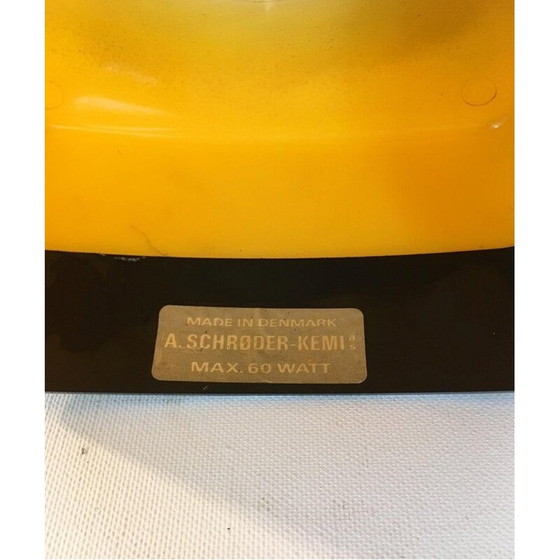 MADE IN DENMARK
A. SCHRØDER-KEMI A/S
MAX. 60 WATT